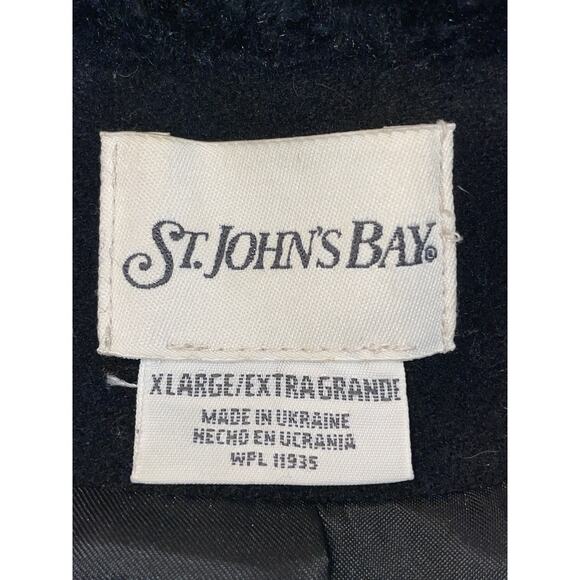 ST. JOHN'S BAY®
XLARGE/EXTRA GRANDE
MADE IN UKRAINE
HECHO EN UCRANIA
WPL 11935